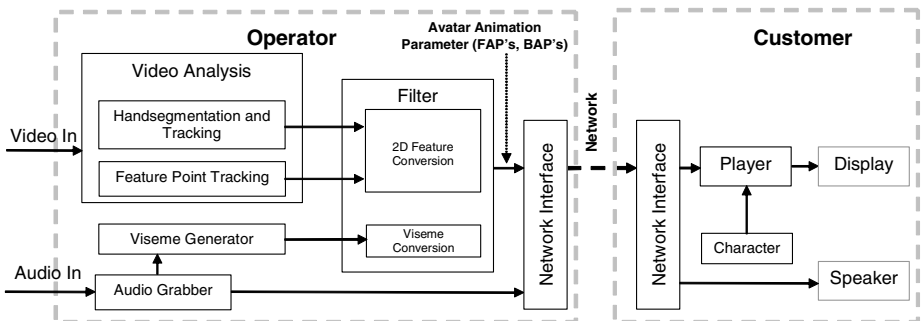 Operator
Avatar Animation
Parameter (FAP's, BAP's)
Customer
Video Analysis
Filter
Handsegmentation and
Tracking
Video In
Feature Point Tracking
2D Feature
Conversion
Network
Network Interface
Network Interface
Player
Display
Viseme Generator
Viseme
Conversion
Character
Audio In
Audio Grabber
Speaker